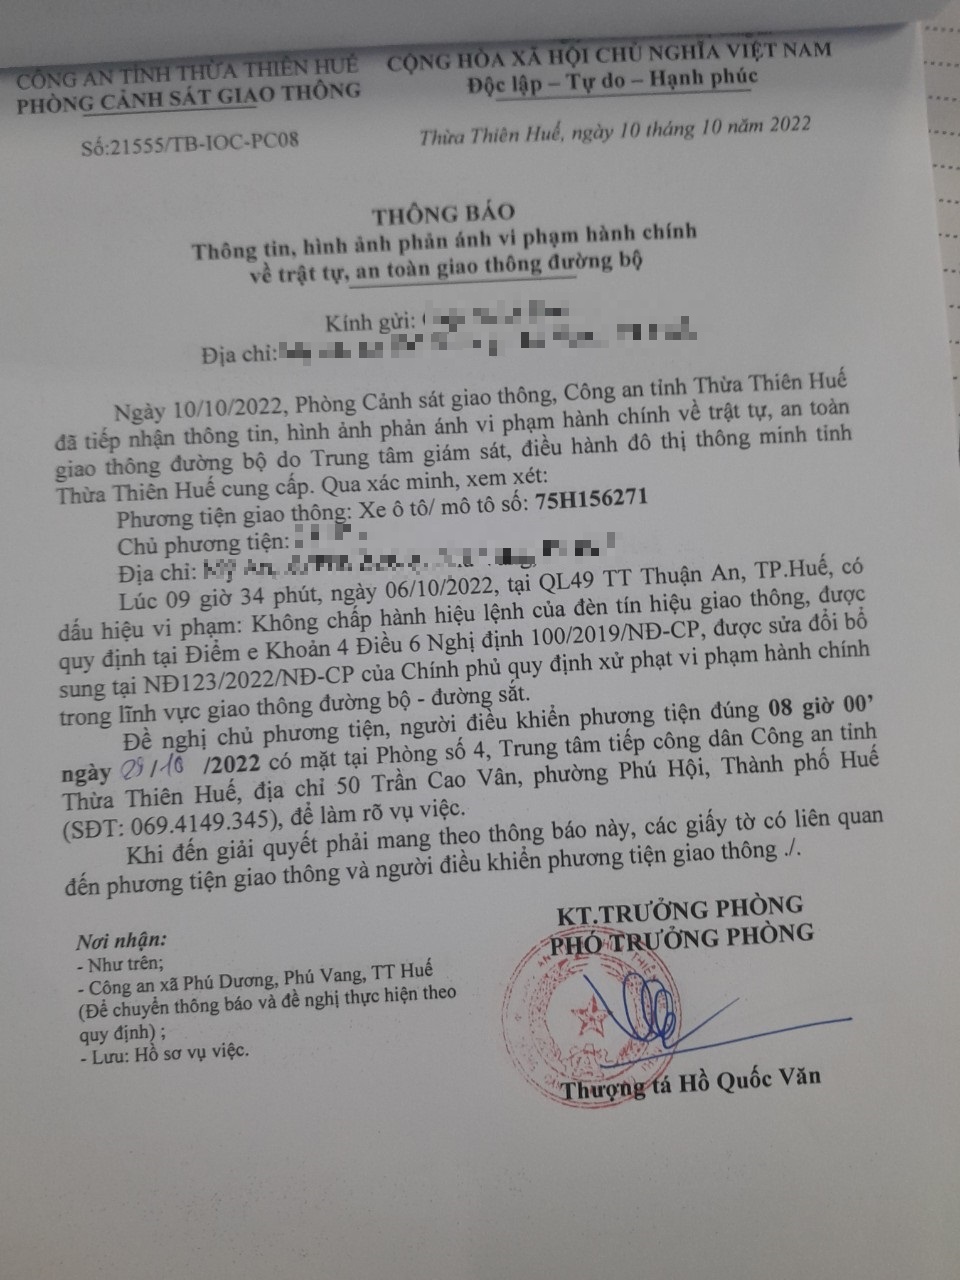 CÔNG AN TỈNH THỪA THIÊN HUẾ
PHÒNG CẢNH SÁT GIAO THÔNG
CỘNG HÒA XÃ HỘI CHỦ NGHĨA VIỆT NAM
Độc lập – Tự do – Hạnh phúc
Số:21555/TB-IOC-PC08
Thừa Thiên Huế, ngày 10 tháng 10 năm 2022
THÔNG BÁO
Thông tin, hình ảnh phản ánh vi phạm hành chính
về trật tự, an toàn giao thông đường bộ
Kính gửi:
Địa chỉ:
Ngày 10/10/2022, Phòng Cảnh sát giao thông, Công an tỉnh Thừa Thiên Huế
đã tiếp nhận thông tin, hình ảnh phản ánh vi phạm hành chính về trật tự, an toàn
giao thông đường bộ do Trung tâm giám sát, điều hành đô thị thông minh tỉnh
Thừa Thiên Huế cung cấp. Qua xác minh, xem xét:
Phương tiện giao thông: Xe ô tô/ mô tô số: 75H156271
Chủ phương tiện:
Địa chỉ:
Lúc 09 giờ 34 phút, ngày 06/10/2022, tại QL49 TT Thuận An, TP.Huế, có
dấu hiệu vi phạm: Không chấp hành hiệu lệnh của đèn tín hiệu giao thông, được
quy định tại Điểm e Khoản 4 Điều 6 Nghị định 100/2019/NĐ-CP, được sửa đổi bổ
sung tại NĐ123/2022/NĐ-CP của Chính phủ quy định xử phạt vi phạm hành chính
trong lĩnh vực giao thông đường bộ - đường sắt.
Đề nghị chủ phương tiện, người điều khiển phương tiện đúng 08 giờ 00’
ngày /10 /2022 có mặt tại Phòng số 4, Trung tâm tiếp công dân Công an tỉnh
Thừa Thiên Huế, địa chỉ 50 Trần Cao Vân, phường Phú Hội, Thành phố Huế
(SĐT: 069.4149.345), để làm rõ vụ việc.
Khi đến giải quyết phải mang theo thông báo này, các giấy tờ có liên quan
đến phương tiện giao thông và người điều khiển phương tiện giao thông ./.
Nơi nhận:
- Như trên;
- Công an xã Phú Dương, Phú Vang, TT Huế
(Để chuyển thông báo và đề nghị thực hiện theo
quy định) ;
- Lưu: Hồ sơ vụ việc.
KT.TRƯỞNG PHÒNG
PHÓ TRƯỞNG PHÒNG
Thượng tá Hồ Quốc Văn